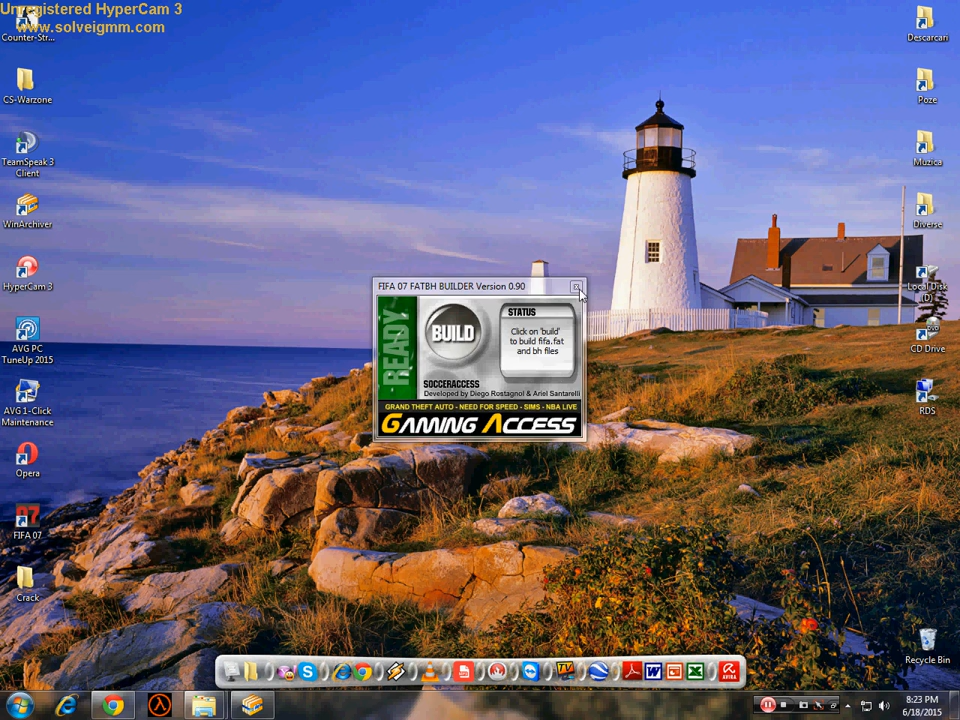 Unregistered HyperCam 3
www.solveigmm.com
Counter-Str...
CS-Warzone
TeamSpeak 3
Client
WinArchiver
HyperCam 3
AVG PC
TuneUp 2015
AVG 1-Click
Maintenance
Opera
07
FIFA 07
Crack
FIFA 07 FATBH BUILDER Version 0.90
READY
BUILD
STATUS
Click on 'build'
to build fifa.fat
and bh files
SOCCERACCESS
Developed by Diego Rostagnol & Ariel Santarelli
GRAND THEFT AUTO - NEED FOR SPEED - SIMS - NBA LIVE
GAMING ACCESS
Descarcari
Poze
Muzica
Diverse
Local Disk
(D)
DVD
CD Drive
RDS
Recycle Bin
TV
AVIRA
8:23 PM
6/18/2015